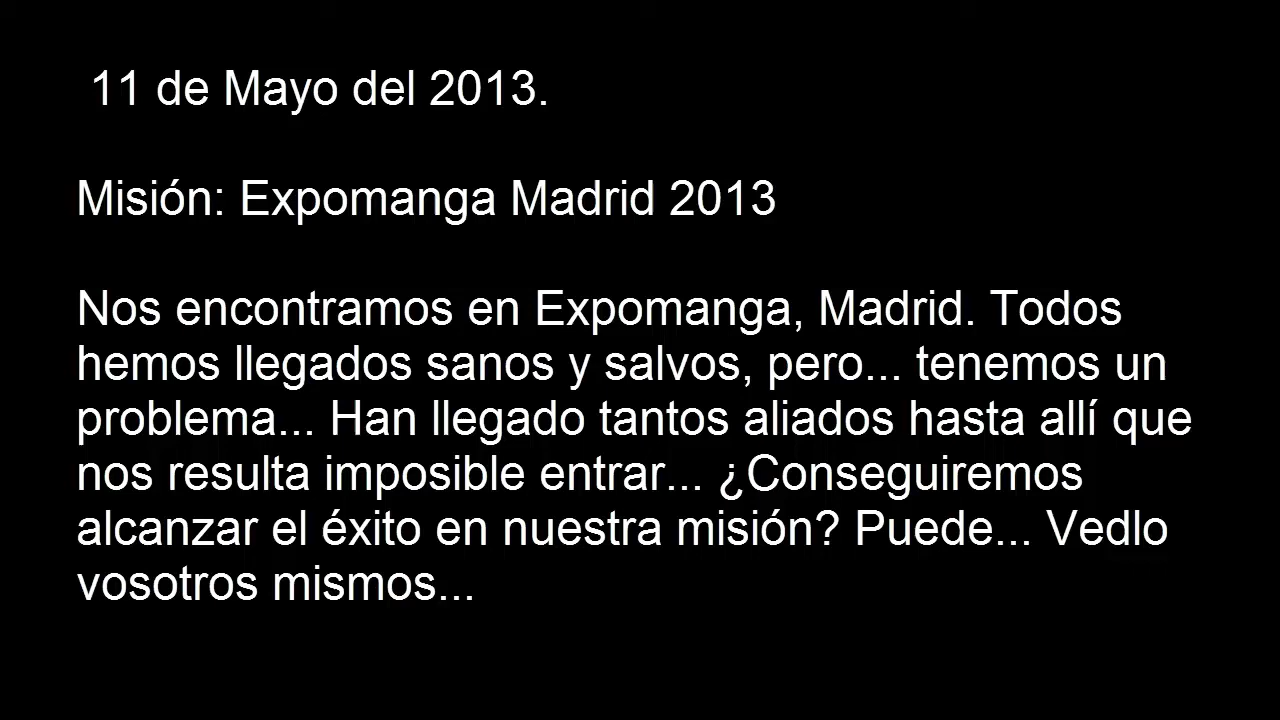 11 de Mayo del 2013.
Misión: Expomanga Madrid 2013
Nos encontramos en Expomanga, Madrid. Todos
hemos llegados sanos y salvos, pero... tenemos un
problema... Han llegado tantos aliados hasta allí que
nos resulta imposible entrar... ¿Conseguiremos
alcanzar el éxito en nuestra misión? Puede... Vedlo
vosotros mismos...